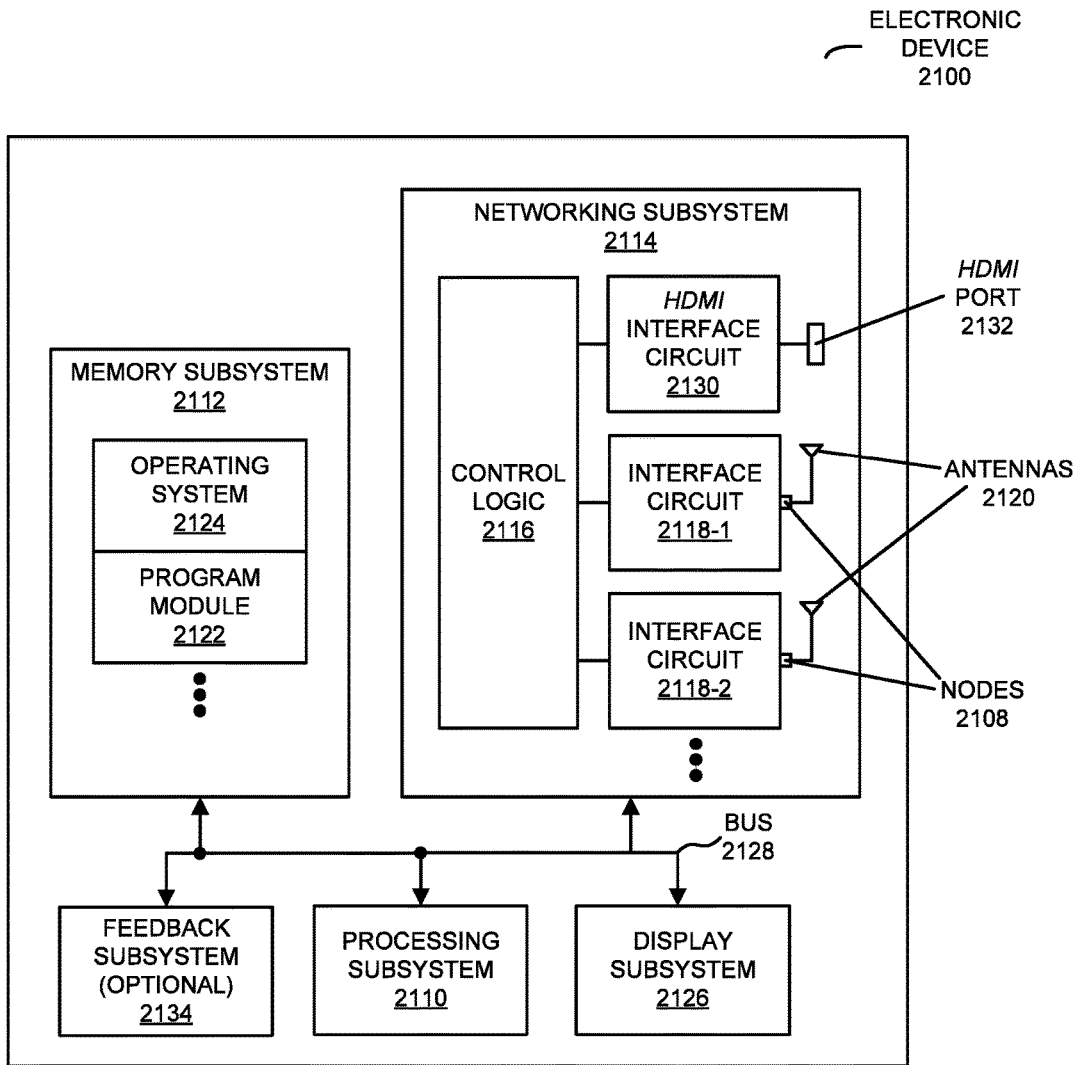 ELECTRONIC
DEVICE
2100
NETWORKING SUBSYSTEM
2114
HDMI
INTERFACE
CIRCUIT
2130
HDMI
PORT
2132
MEMORY SUBSYSTEM
2112
OPERATING
SYSTEM
2124
PROGRAM
MODULE
2122
CONTROL
LOGIC
2116
INTERFACE
CIRCUIT
2118-1
ANTENNAS
2120
INTERFACE
CIRCUIT
2118-2
NODES
2108
BUS
2128
FEEDBACK
SUBSYSTEM
(OPTIONAL)
2134
PROCESSING
SUBSYSTEM
2110
DISPLAY
SUBSYSTEM
2126